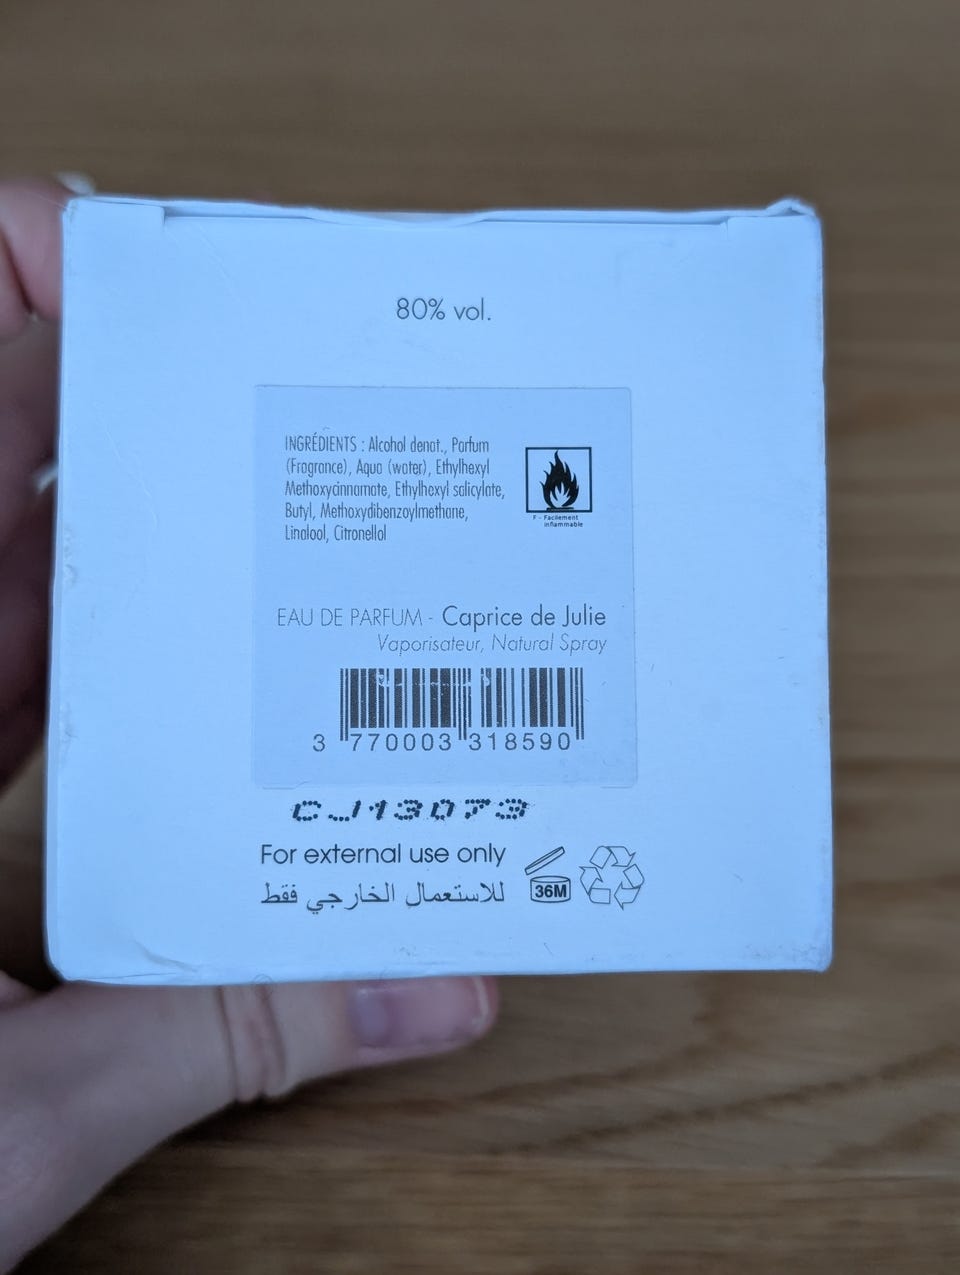 80% vol.
INGRÉDIENTS : Alcohol denat., Parfum
(Fragrance), Aqua (water), Ethylhexyl
Methoxycinnamate, Ethylhexyl salicylate,
Butyl, Methoxydibenzoylmethane,
Linalool, Citronellol
F - Facilement
inflammable
EAU DE PARFUM - Caprice de Julie
Vaporisateur, Natural Spray
3 770003 318590
CJ13073
For external use only
للاستعمال الخارجي فقط
36M